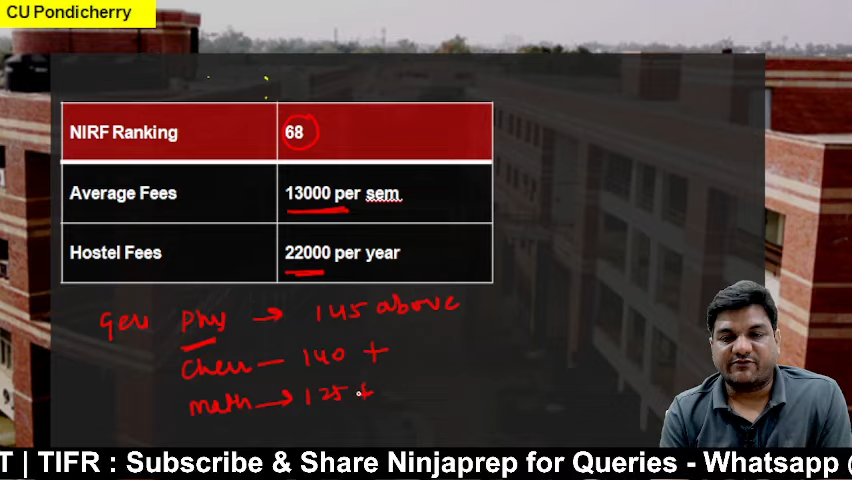 CU Pondicherry
NIRF Ranking 68
Average Fees 13000 per sem
Hostel Fees 22000 per year
Gen Phy → 145 above
Chem — 140 +
math → 125 +
T | TIFR : Subscribe & Share Ninjaprep for Queries - Whatsapp @